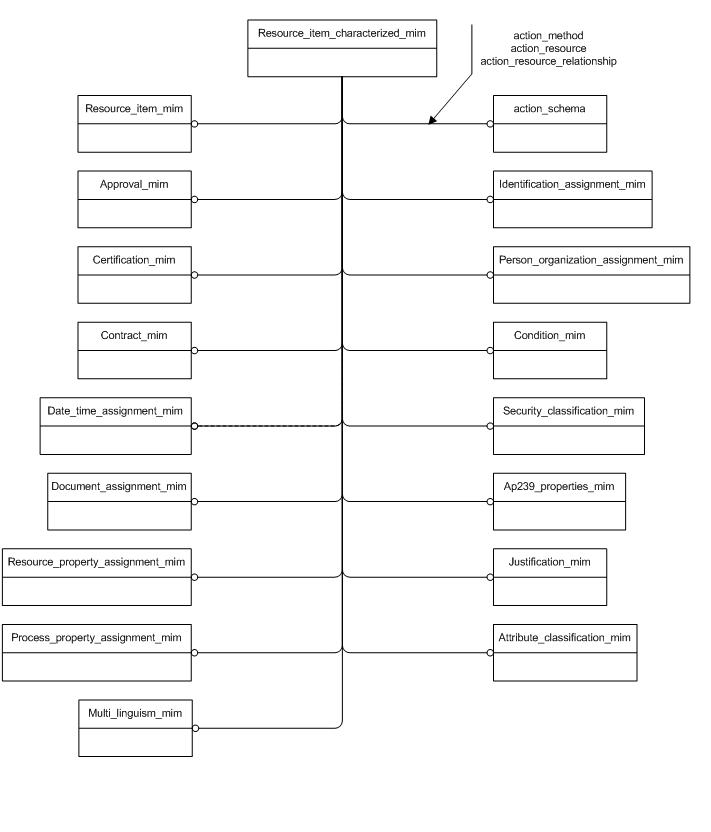 Resource_item_characterized_mim
action_method
action_resource
action_resource_relationship
Resource_item_mim
action_schema
Approval_mim
Identification_assignment_mim
Certification_mim
Person_organization_assignment_mim
Contract_mim
Condition_mim
Date_time_assignment_mim
Security_classification_mim
Document_assignment_mim
Ap239_properties_mim
Resource_property_assignment_mim
Justification_mim
Process_property_assignment_mim
Attribute_classification_mim
Multi_linguism_mim